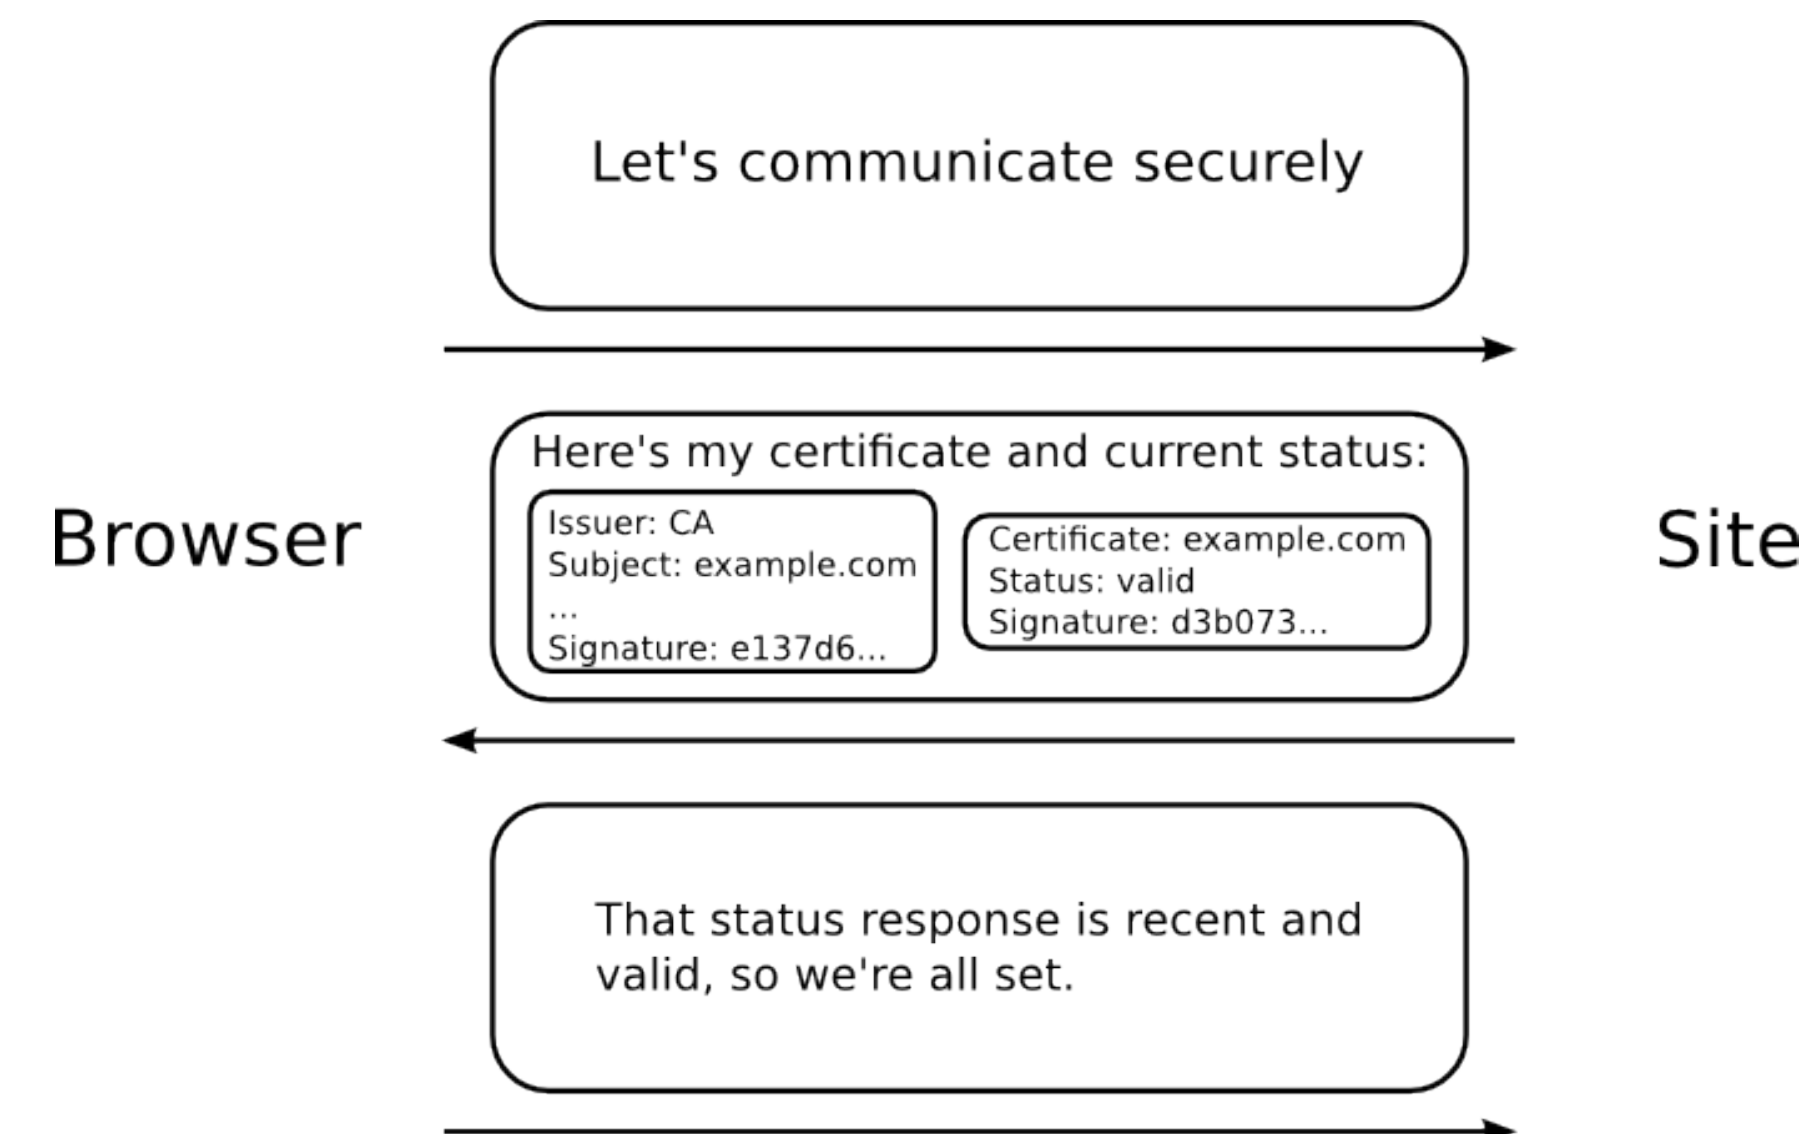 Let's communicate securely
Browser
Here's my certificate and current status:
Issuer: CA
Subject: example.com
...
Signature: e137d6...
Certificate: example.com
Status: valid
Signature: d3b073...
Site
That status response is recent and
valid, so we're all set.